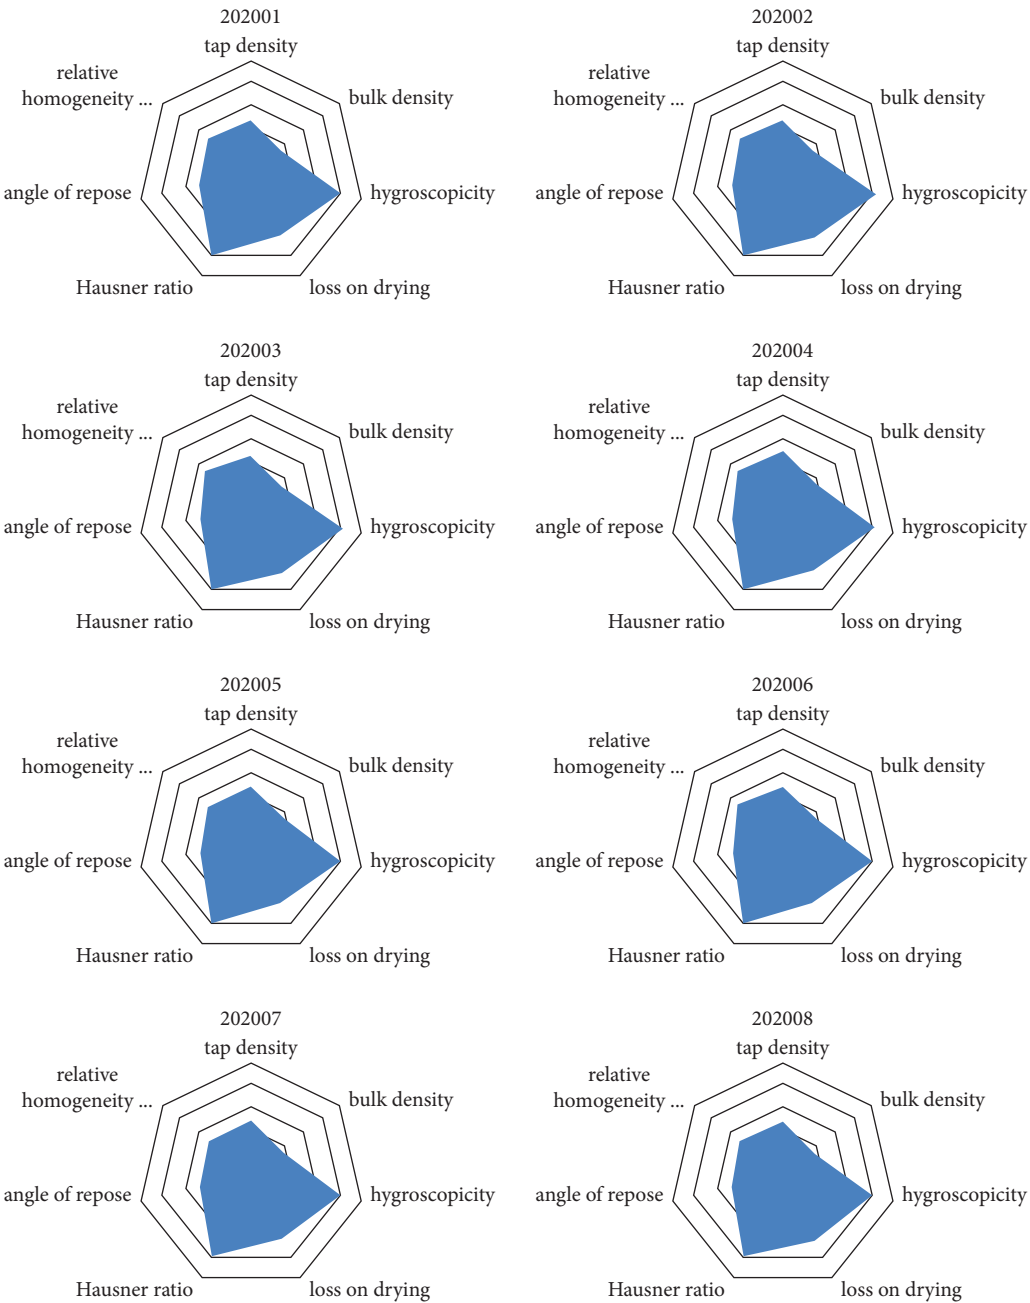 202001
tap density
relative
homogeneity ...
bulk density
angle of repose
hygroscopicity
Hausner ratio
loss on drying
202002
tap density
relative
homogeneity ...
bulk density
angle of repose
hygroscopicity
Hausner ratio
loss on drying
202003
tap density
relative
homogeneity ...
bulk density
angle of repose
hygroscopicity
Hausner ratio
loss on drying
202004
tap density
relative
homogeneity ...
bulk density
angle of repose
hygroscopicity
Hausner ratio
loss on drying
202005
tap density
relative
homogeneity ...
bulk density
angle of repose
hygroscopicity
Hausner ratio
loss on drying
202006
tap density
relative
homogeneity ...
bulk density
angle of repose
hygroscopicity
Hausner ratio
loss on drying
202007
tap density
relative
homogeneity ...
bulk density
angle of repose
hygroscopicity
Hausner ratio
loss on drying
202008
tap density
relative
homogeneity ...
bulk density
angle of repose
hygroscopicity
Hausner ratio
loss on drying